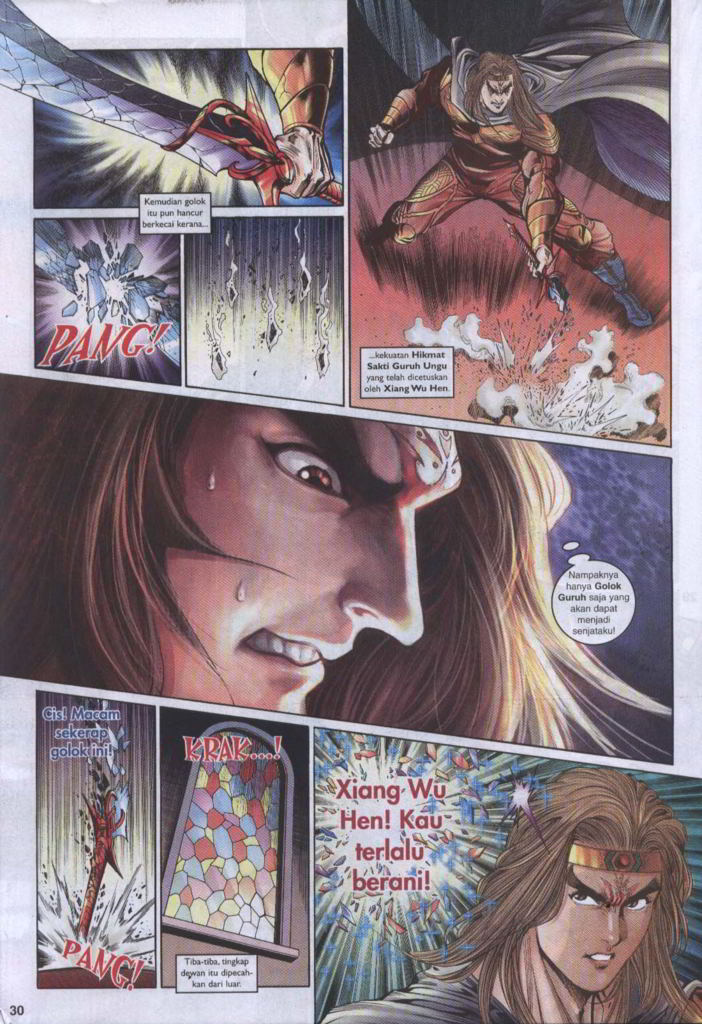 Kemudian golok
itu pun hancur
berkecai kerana...
PANG!
...kekuatan Hikmat
Sakti Guruh Ungu
yang telah dicetuskan
oleh Xiang Wu Hen.
Nampaknya
hanya Golok
Guruh saja yang
akan dapat
menjadi
senjataku!
Cis! Macam
sekerap
golok ini!
PANG!
KRAK....!
Tiba-tiba, tingkap
dewan itu dipecah-
kan dari luar.
Xiang Wu
Hen! Kau
terlalu
berani!
30